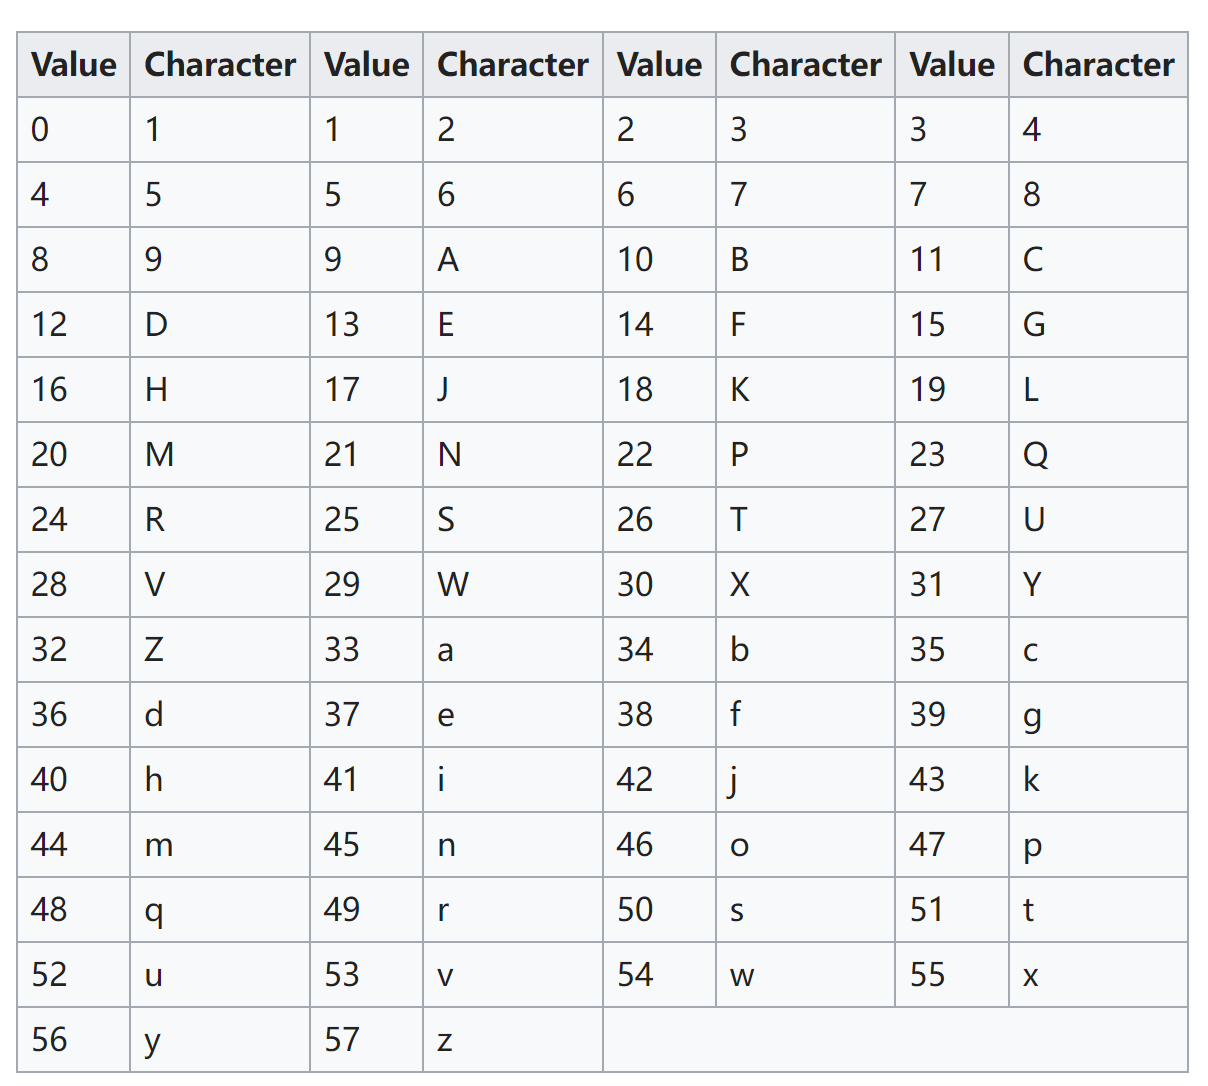 Value Character Value Character Value Character Value Character
0 1 1 2 2 3 3 4
4 5 5 6 6 7 7 8
8 9 9 A 10 B 11 C
12 D 13 E 14 F 15 G
16 H 17 J 18 K 19 L
20 M 21 N 22 P 23 Q
24 R 25 S 26 T 27 U
28 V 29 W 30 X 31 Y
32 Z 33 a 34 b 35 c
36 d 37 e 38 f 39 g
40 h 41 i 42 j 43 k
44 m 45 n 46 o 47 p
48 q 49 r 50 s 51 t
52 u 53 v 54 w 55 x
56 y 57 z